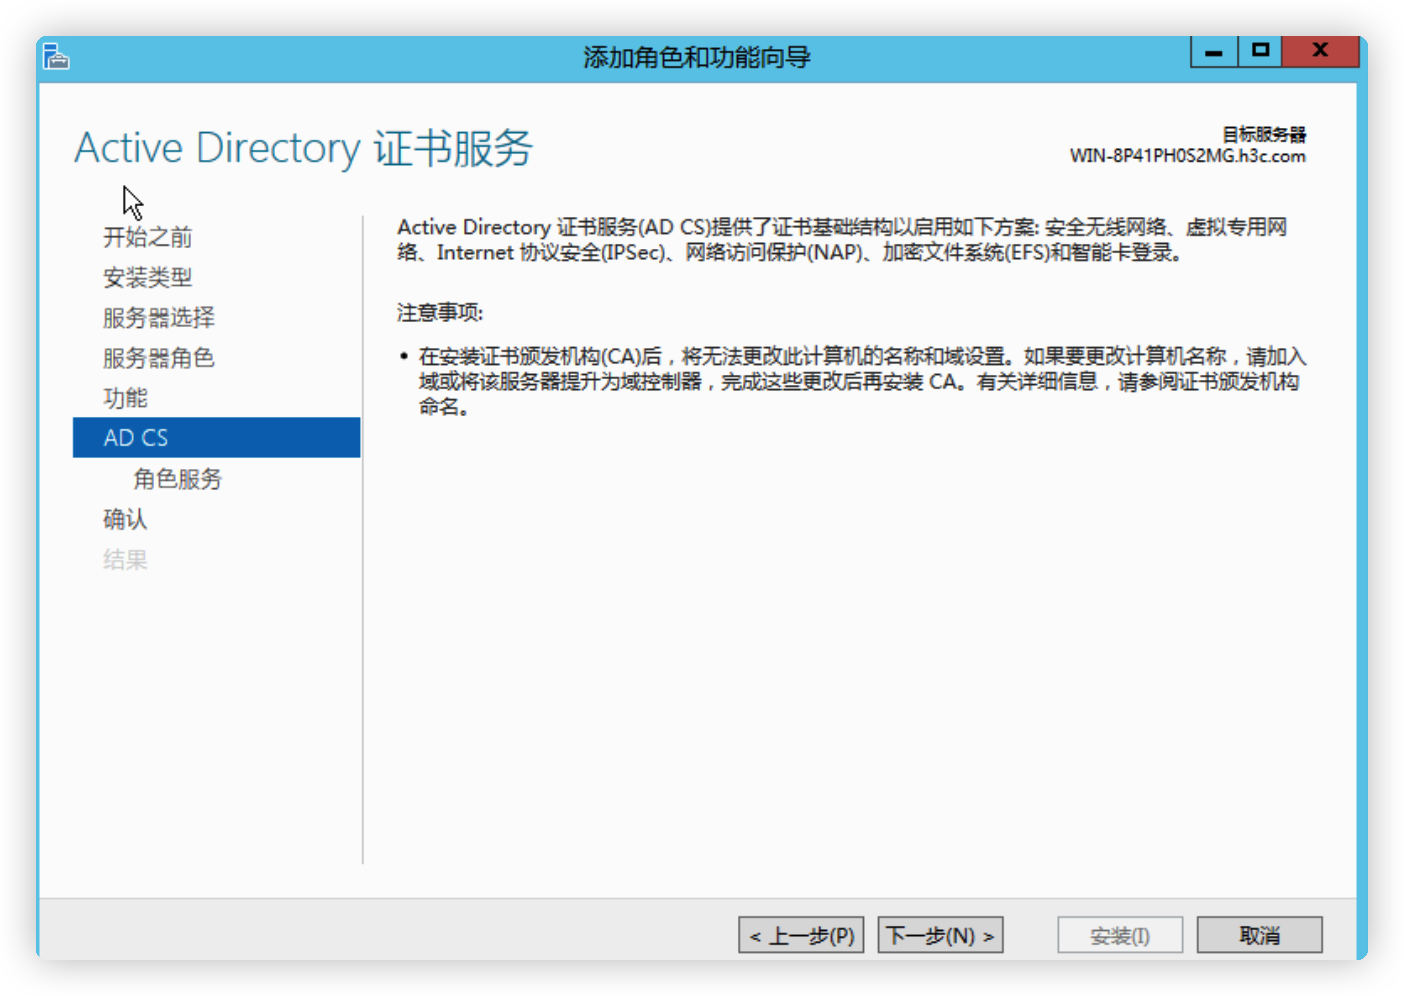 添加角色和功能向导
Active Directory 证书服务
目标服务器
WIN-8P41PH0S2MG.h3c.com
开始之前
安装类型
服务器选择
服务器角色
功能
AD CS
角色服务
确认
结果
Active Directory 证书服务(AD CS)提供了证书基础结构以启用如下方案: 安全无线网络、虚拟专用网
络、Internet 协议安全(IPSec)、网络访问保护(NAP)、加密文件系统(EFS)和智能卡登录。
注意事项:
• 在安装证书颁发机构(CA)后，将无法更改此计算机的名称和域设置。如果要更改计算机名称，请加入
域或将该服务器提升为域控制器，完成这些更改后再安装 CA。有关详细信息，请参阅证书颁发机构
命名。
< 上一步(P)
下一步(N) >
安装(I)
取消